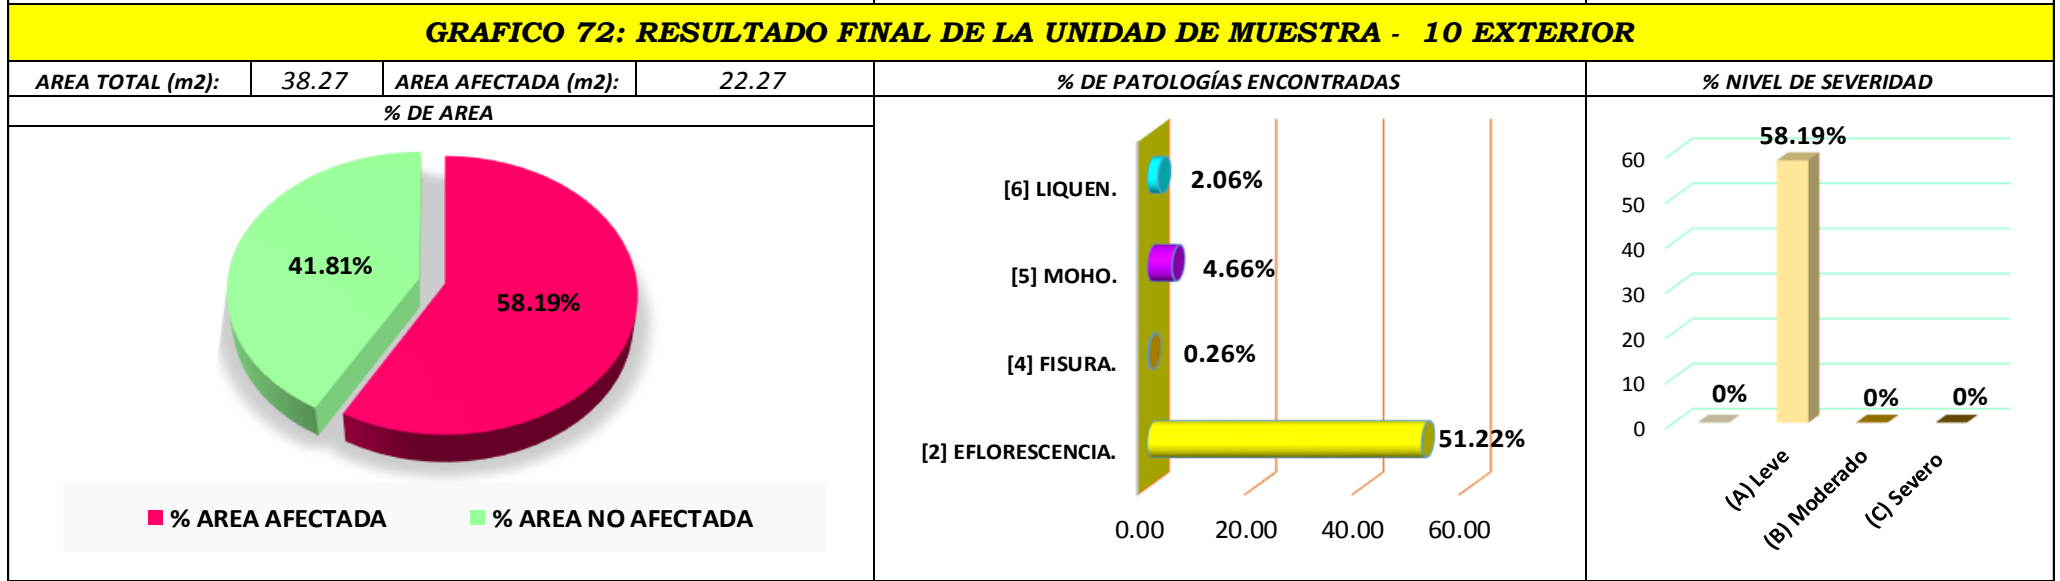 GRAFICO 72: RESULTADO FINAL DE LA UNIDAD DE MUESTRA - 10 EXTERIOR
AREA TOTAL (m2): 38.27 AREA AFECTADA (m2): 22.27
% DE AREA
41.81%
58.19%
% AREA AFECTADA % AREA NO AFECTADA
% DE PATOLOGÍAS ENCONTRADAS
[6] LIQUEN. 2.06%
[5] MOHO. 4.66%
[4] FISURA. 0.26%
[2] EFLORESCENCIA. 51.22%
0.00 20.00 40.00 60.00
% NIVEL DE SEVERIDAD
58.19%
60
50
40
30
20
10
0
0% 0% 0%
(A) Leve
(B) Moderado
(C) Severo